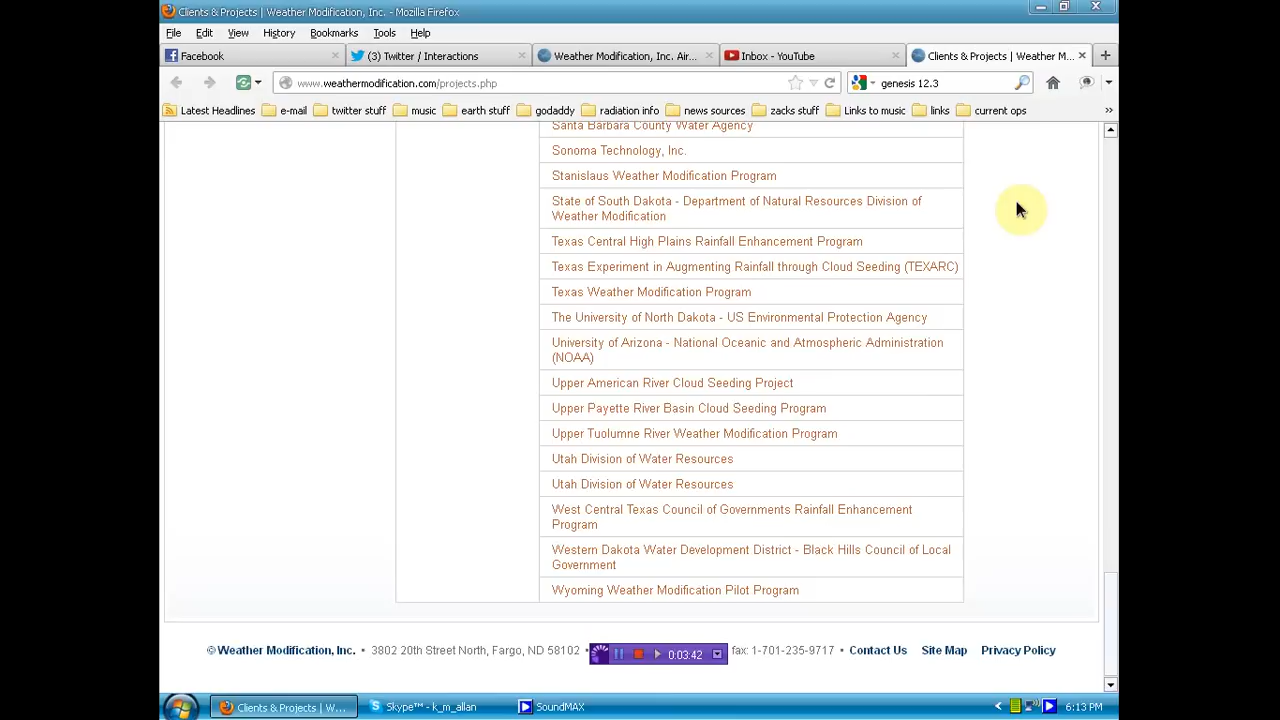 Clients & Projects | Weather Modification, Inc. - Mozilla Firefox
File Edit View History Bookmarks Tools Help
Facebook × (3) Twitter / Interactions × Weather Modification, Inc. Air... × Inbox - YouTube × Clients & Projects | Weather M... ×
www.weathermodification.com/projects.php genesis 12.3
Latest Headlines e-mail twitter stuff music earth stuff godaddy radiation info news sources zacks stuff Links to music links current ops »
Santa Barbara County Water Agency
Sonoma Technology, Inc.
Stanislaus Weather Modification Program
State of South Dakota - Department of Natural Resources Division of
Weather Modification
Texas Central High Plains Rainfall Enhancement Program
Texas Experiment in Augmenting Rainfall through Cloud Seeding (TEXARC)
Texas Weather Modification Program
The University of North Dakota - US Environmental Protection Agency
University of Arizona - National Oceanic and Atmospheric Administration
(NOAA)
Upper American River Cloud Seeding Project
Upper Payette River Basin Cloud Seeding Program
Upper Tuolumne River Weather Modification Program
Utah Division of Water Resources
Utah Division of Water Resources
West Central Texas Council of Governments Rainfall Enhancement
Program
Western Dakota Water Development District - Black Hills Council of Local
Government
Wyoming Weather Modification Pilot Program
© Weather Modification, Inc. • 3802 20th Street North, Fargo, ND 58102 • 0:03:42 fax: 1-701-235-9717 • Contact Us Site Map Privacy Policy
Clients & Projects | W... Skype™ - k_m_allan SoundMAX 6:13 PM